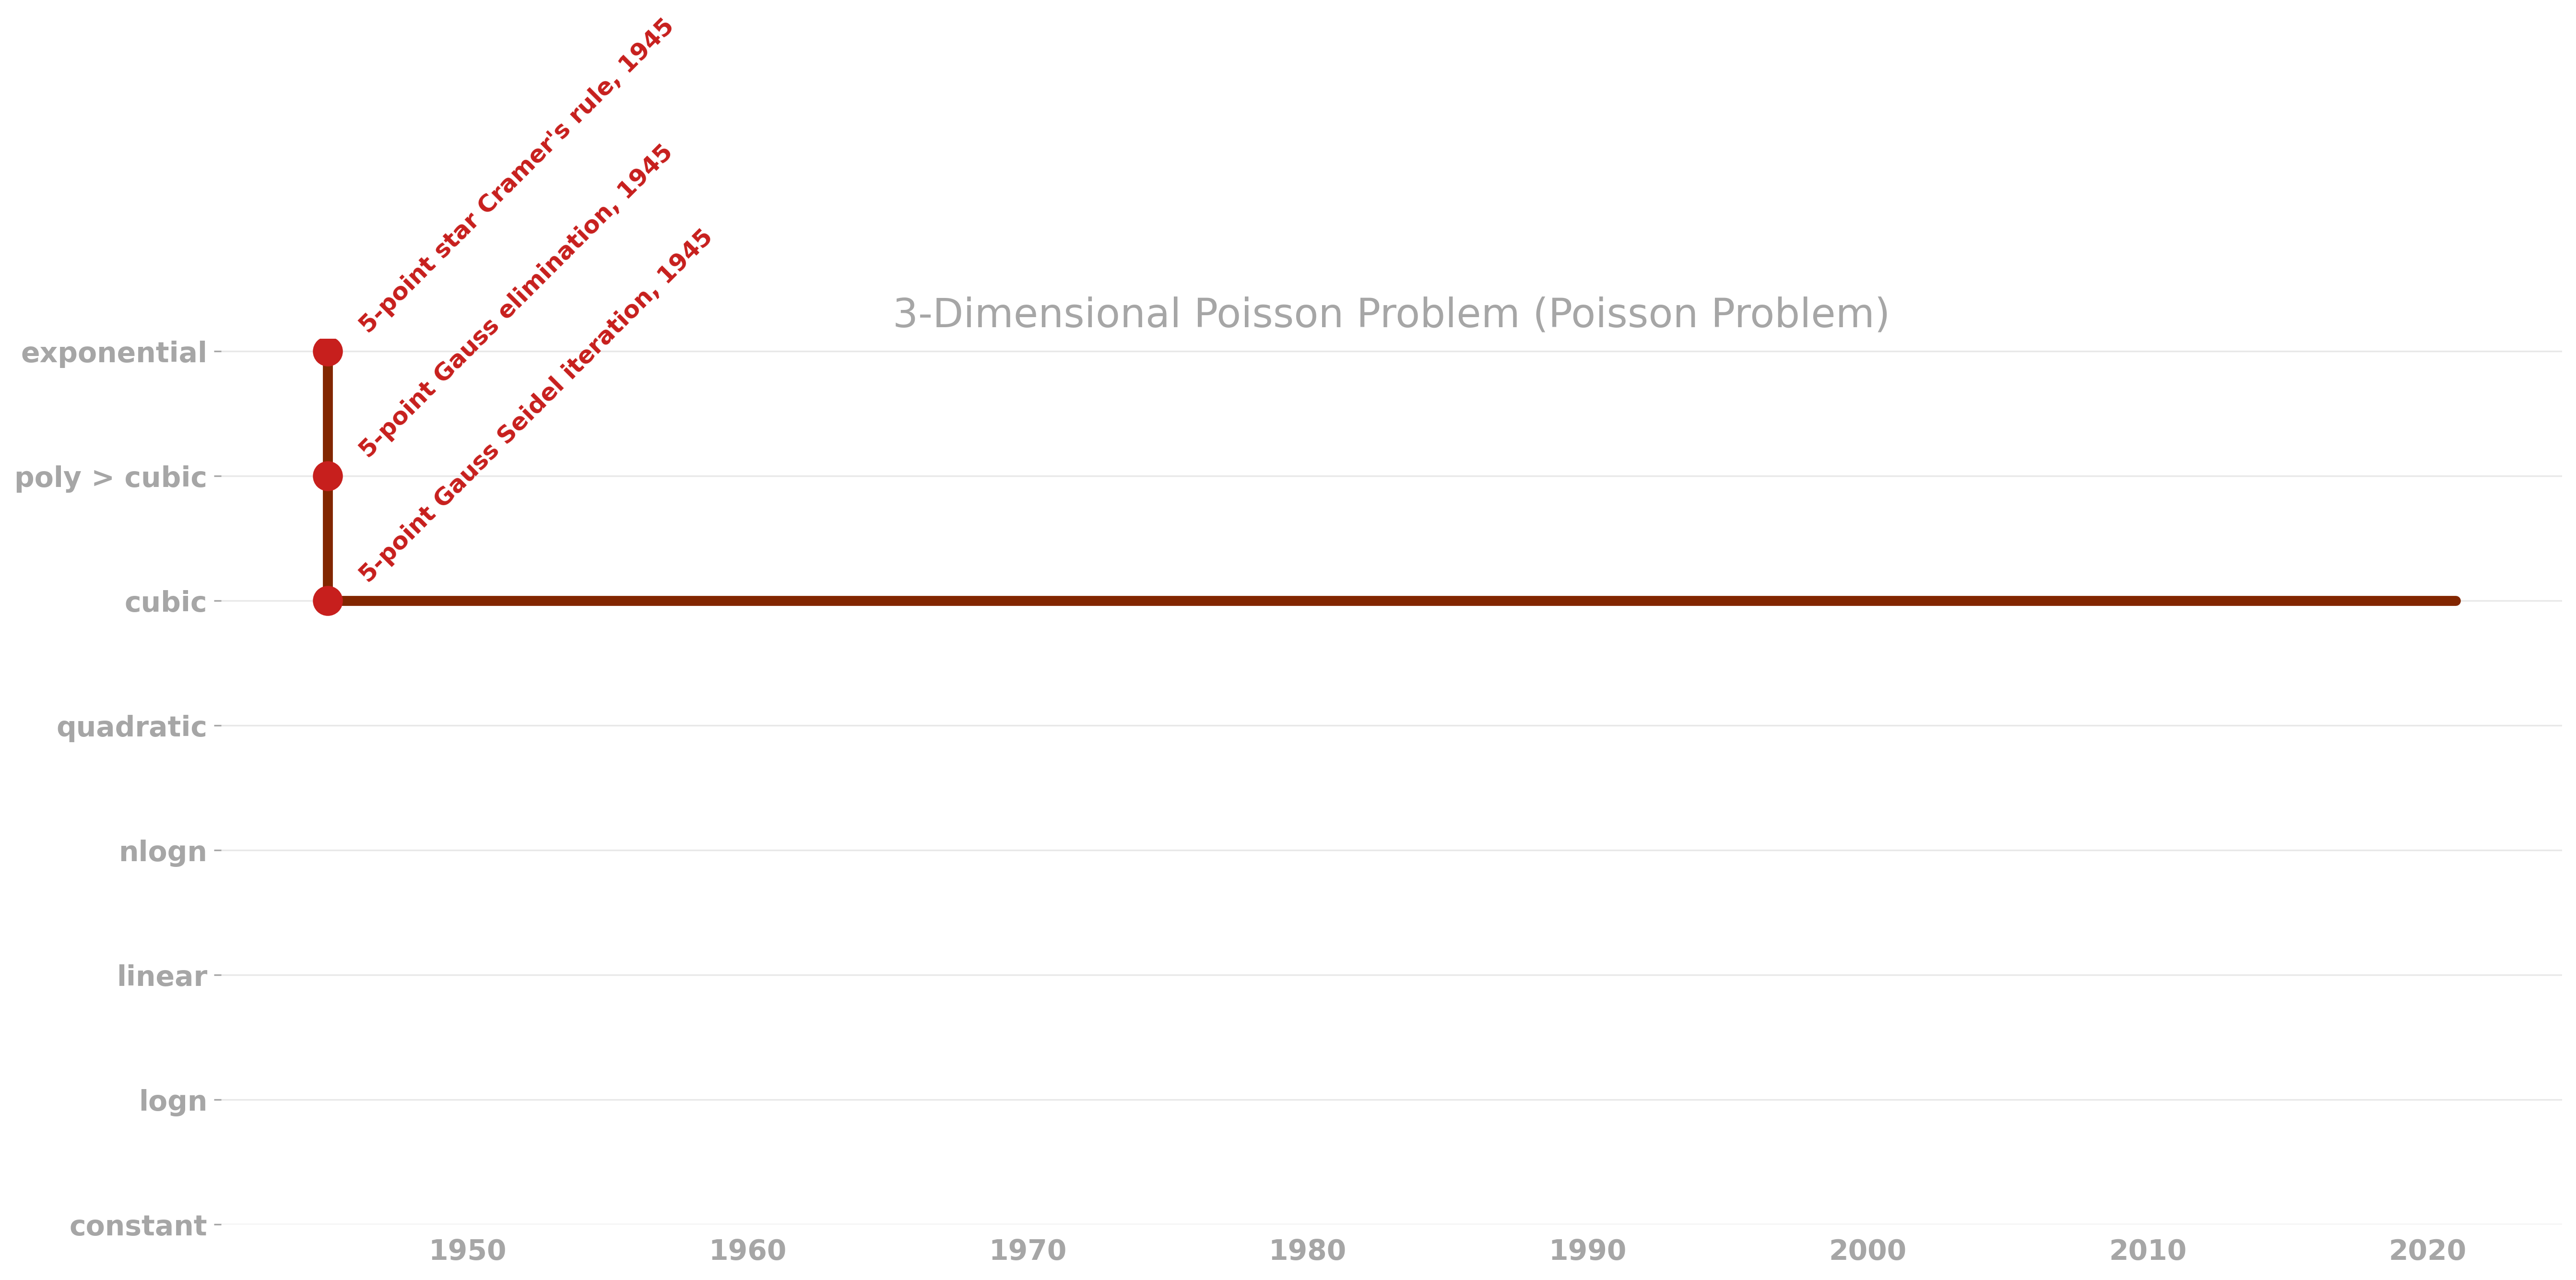 5-point star Cramer's rule, 1945
5-point Gauss elimination, 1945
5-point Gauss Seidel iteration, 1945
3-Dimensional Poisson Problem (Poisson Problem)
exponential
poly > cubic
cubic
quadratic
nlogn
linear
logn
constant
1950 1960 1970 1980 1990 2000 2010 2020